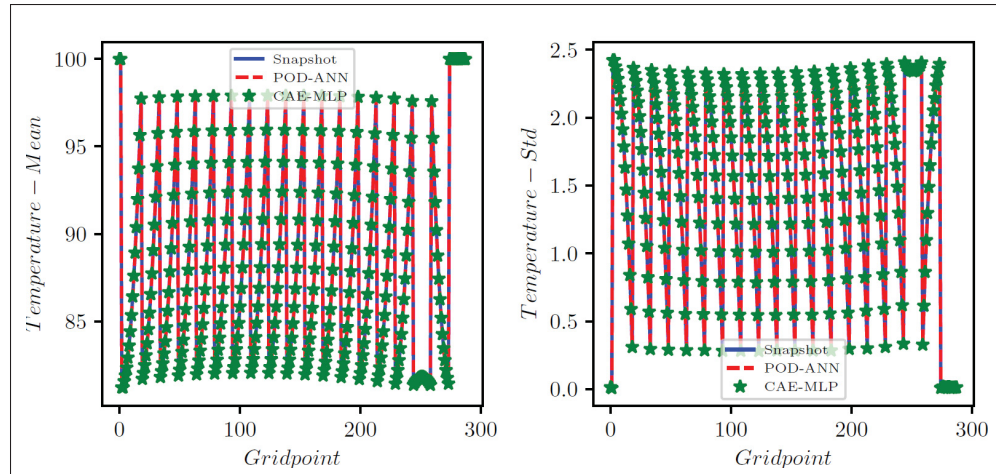 100
95
90
85
Temperature − Mean
0
100
200
300
Gridpoint
Snapshot
POD-ANN
CAE-MLP
2.5
2.0
1.5
1.0
0.5
0.0
Temperature − Std
0
100
200
300
Gridpoint
Snapshot
POD-ANN
CAE-MLP